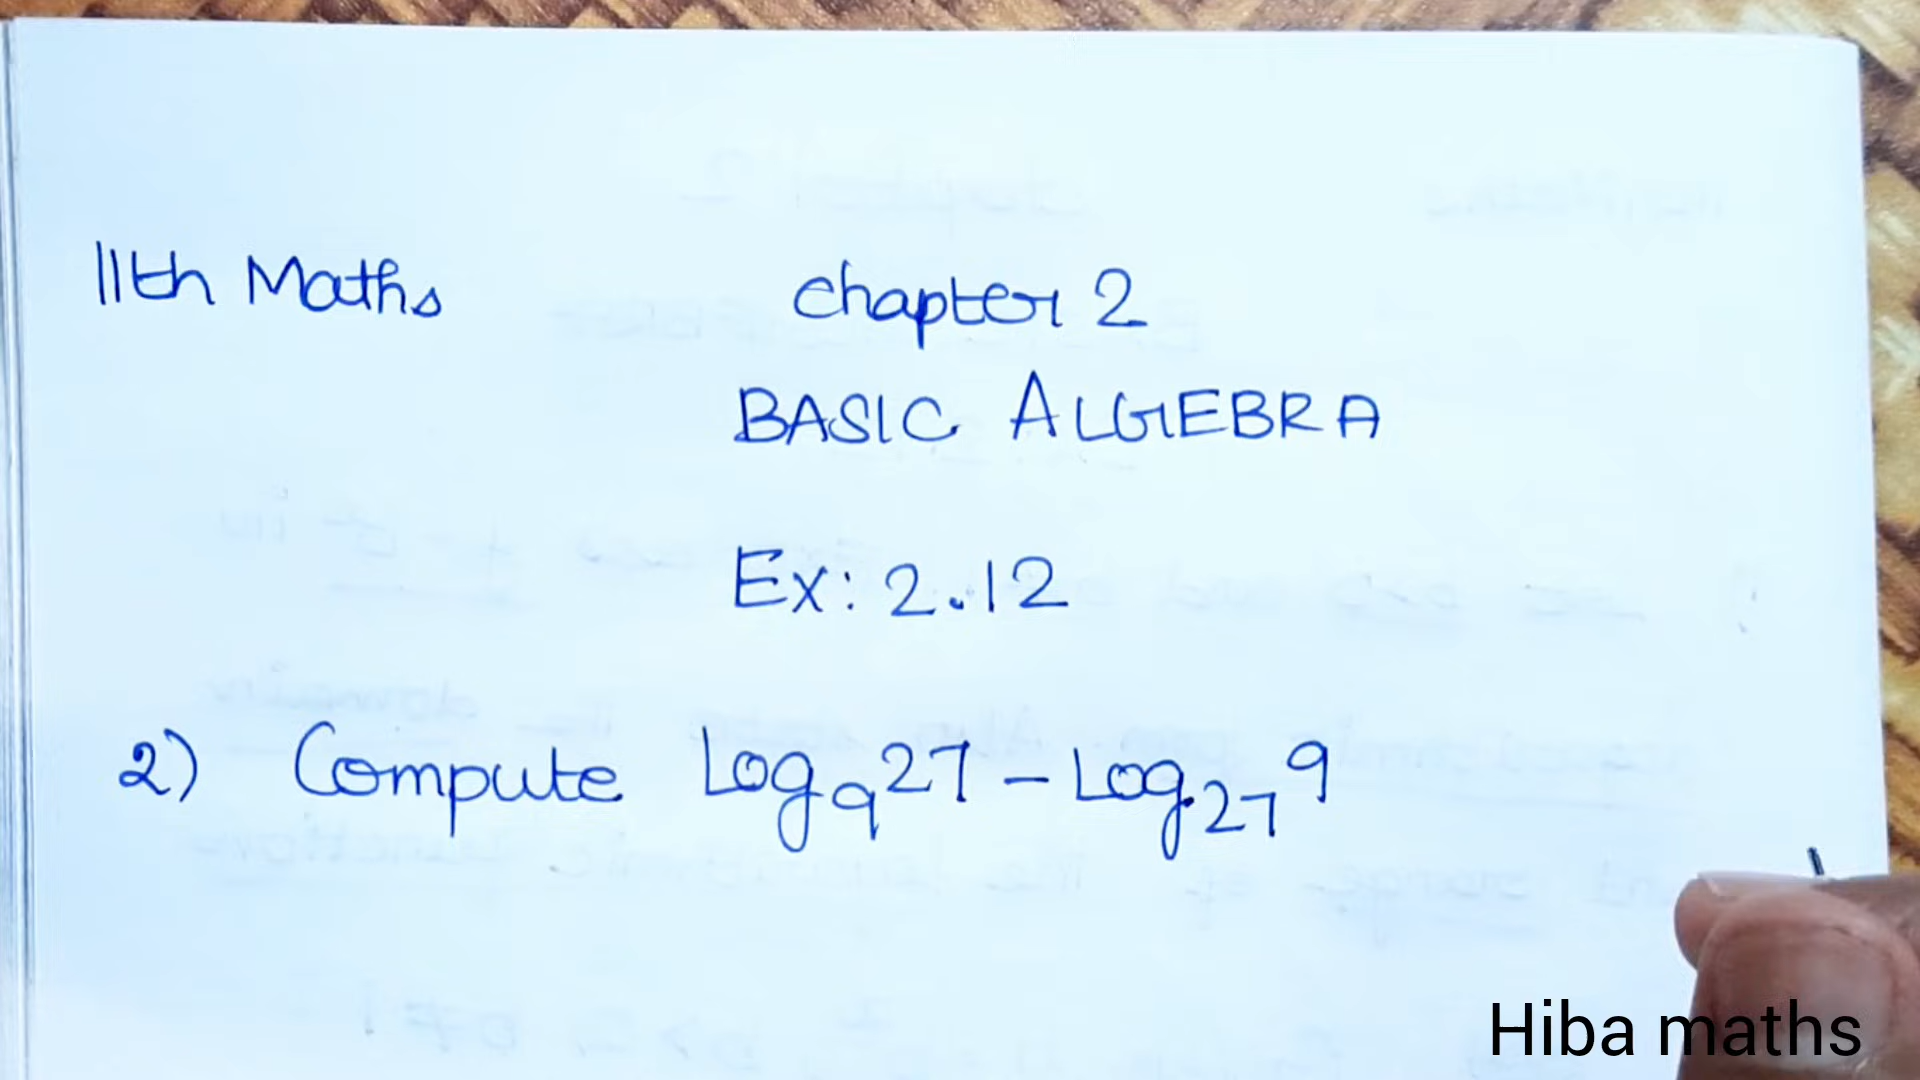 11th Maths chapter 2
BASIC ALGEBRA
Ex: 2.12
2) Compute Log₉27 – Log₂₇9
Hiba maths